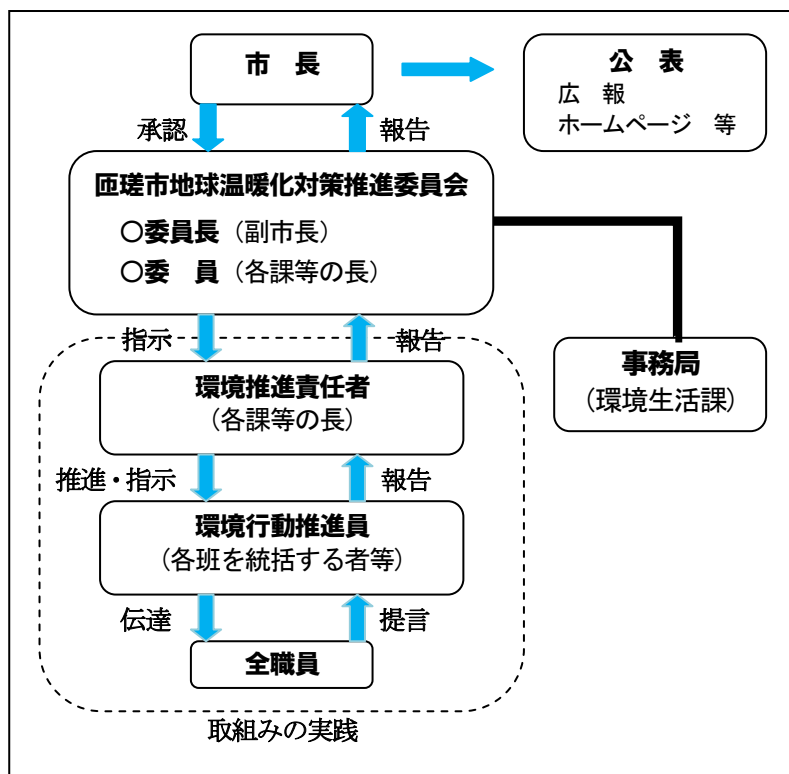 市　長
公　表
広　報
ホームページ　等
承認
報告
匝瑳市地球温暖化対策推進委員会
○委員長（副市長）
○委　員（各課等の長）
指示
報告
環境推進責任者
（各課等の長）
事務局
（環境生活課）
推進・指示
報告
環境行動推進員
（各班を統括する者等）
伝達
提言
全職員
取組みの実践